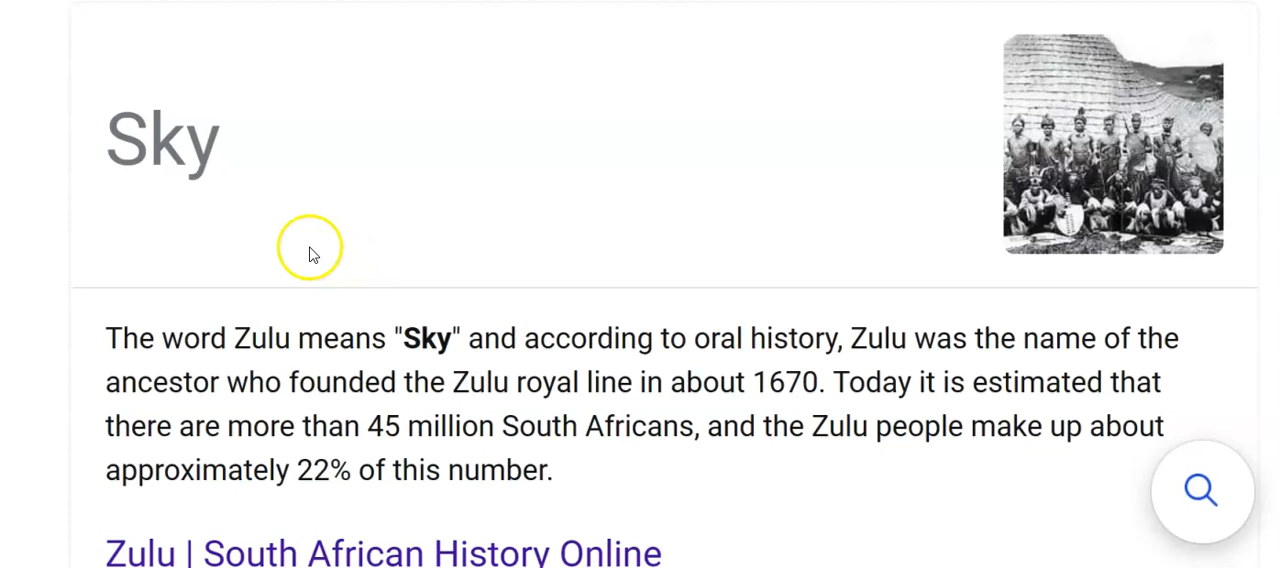 Sky
The word Zulu means "Sky" and according to oral history, Zulu was the name of the
ancestor who founded the Zulu royal line in about 1670. Today it is estimated that
there are more than 45 million South Africans, and the Zulu people make up about
approximately 22% of this number.
Zulu | South African History Online